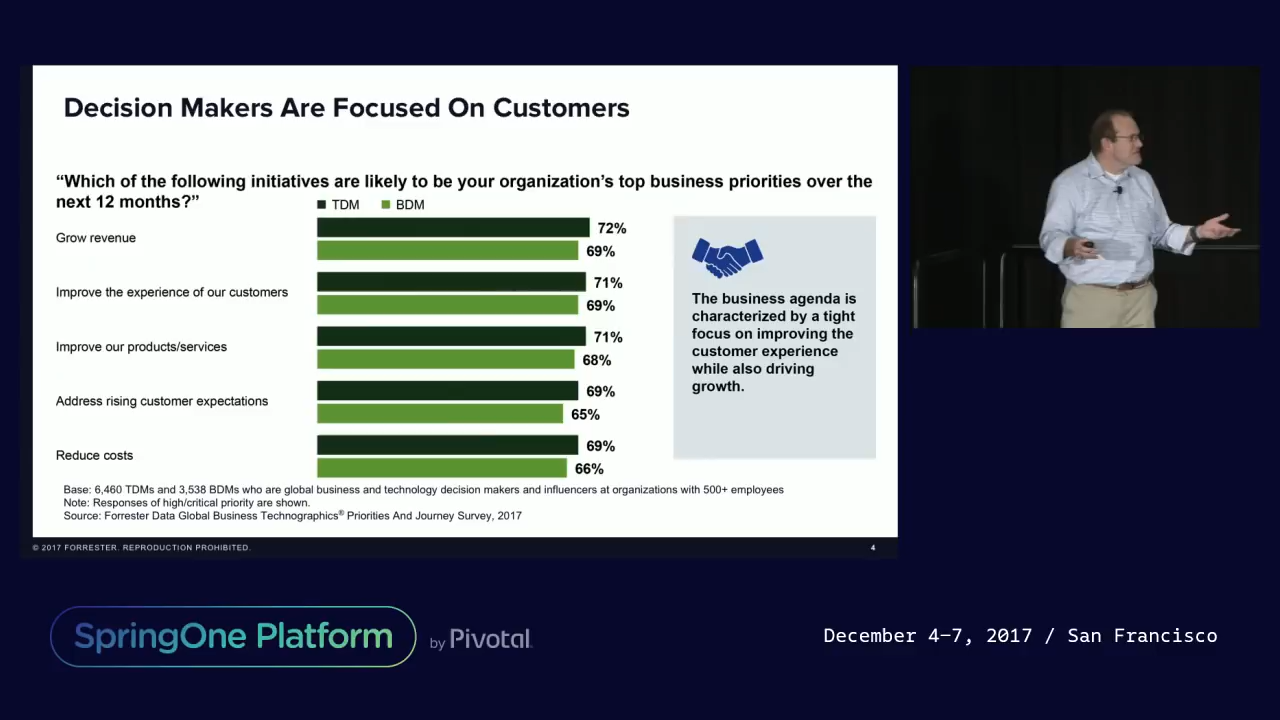 Decision Makers Are Focused On Customers
“Which of the following initiatives are likely to be your organization’s top business priorities over the
next 12 months?”
TDM BDM
Grow revenue
72%
69%
Improve the experience of our customers
71%
69%
Improve our products/services
71%
68%
Address rising customer expectations
69%
65%
Reduce costs
69%
66%
The business agenda is
characterized by a tight
focus on improving the
customer experience
while also driving
growth.
Base: 6,460 TDMs and 3,538 BDMs who are global business and technology decision makers and influencers at organizations with 500+ employees
Note: Responses of high/critical priority are shown.
Source: Forrester Data Global Business Technographics® Priorities And Journey Survey, 2017
© 2017 FORRESTER. REPRODUCTION PROHIBITED.
4
SpringOne Platform by Pivotal.
December 4–7, 2017 / San Francisco